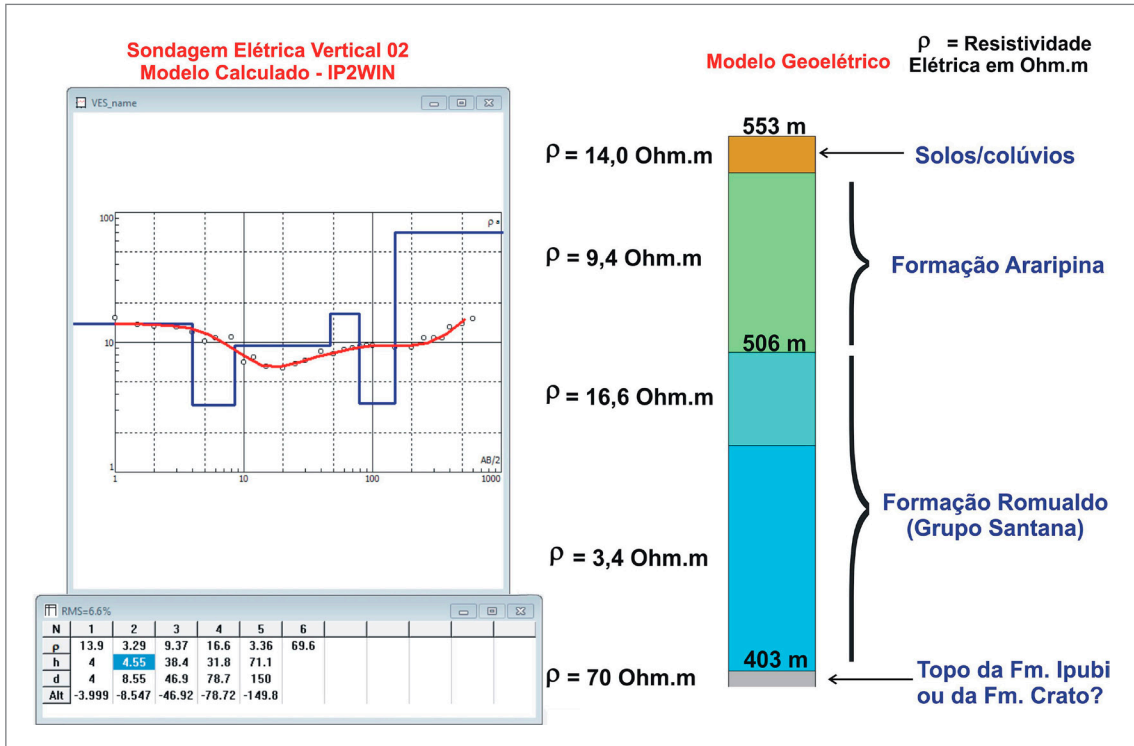 Sondagem Elétrica Vertical 02
Modelo Calculado - IP2WIN
VES_name
100
ρa
10
1
AB/2
1
10
100
1000
RMS=6.6%
N 1 2 3 4 5 6
ρ 13.9 3.29 9.37 16.6 3.36 69.6
h 4 4.55 38.4 31.8 71.1
d 4 8.55 46.9 78.7 150
Alt -3.999 -8.547 -46.92 -78.72 -149.8
Modelo Geoelétrico
ρ = Resistividade
Elétrica em Ohm.m
553 m
ρ = 14,0 Ohm.m
Solos/colúvios
ρ = 9,4 Ohm.m
Formação Araripina
506 m
ρ = 16,6 Ohm.m
Formação Romualdo
(Grupo Santana)
ρ = 3,4 Ohm.m
403 m
ρ = 70 Ohm.m
Topo da Fm. Ipubi
ou da Fm. Crato?